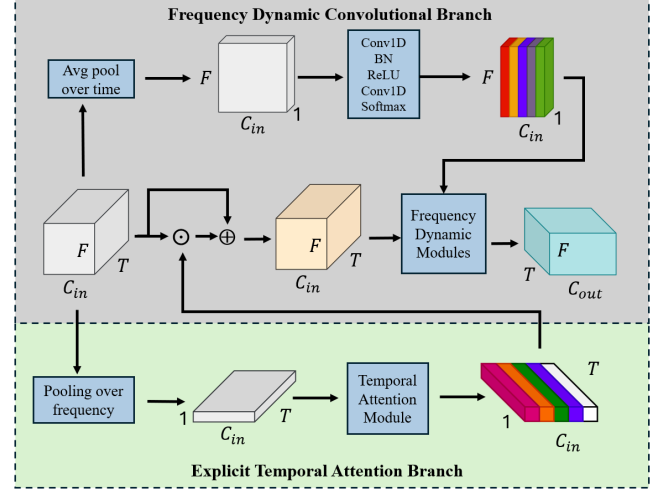 Frequency Dynamic Convolutional Branch
Avg pool
over time
F
C_in
1
Conv1D
BN
ReLU
Conv1D
Softmax
F
C_in
1
F
T
C_in
⊙
⊕
F
T
C_in
Frequency
Dynamic
Modules
F
T
C_out
Pooling over
frequency
1
T
C_in
Temporal
Attention
Module
T
1
C_in
Explicit Temporal Attention Branch